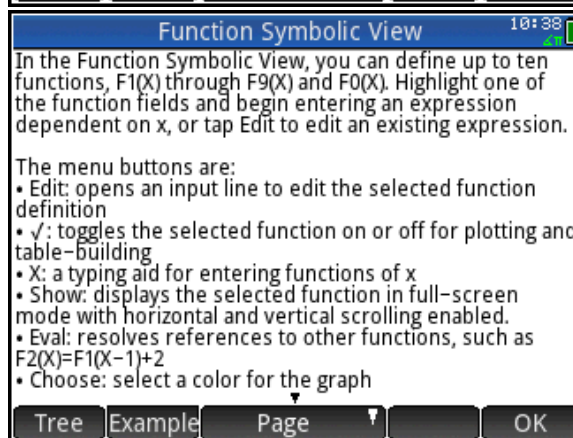 Function Symbolic View
10:38
∡π
In the Function Symbolic View, you can define up to ten
functions, F1(X) through F9(X) and F0(X). Highlight one of
the function fields and begin entering an expression
dependent on x, or tap Edit to edit an existing expression.
The menu buttons are:
• Edit: opens an input line to edit the selected function
definition
• √: toggles the selected function on or off for plotting and
table-building
• X: a typing aid for entering functions of x
• Show: displays the selected function in full-screen
mode with horizontal and vertical scrolling enabled.
• Eval: resolves references to other functions, such as
F2(X)=F1(X-1)+2
• Choose: select a color for the graph
Tree Example Page OK